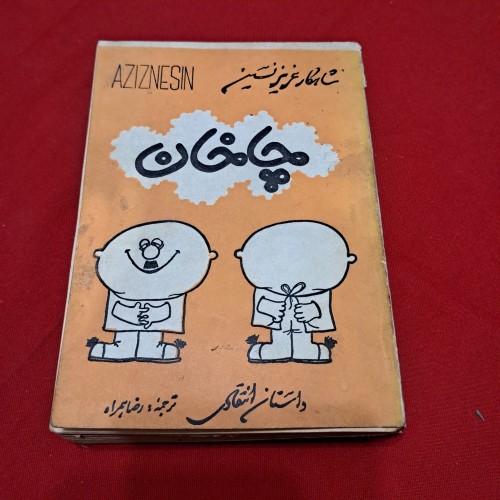 AZIZNESIN شاهکار عزیز نسین
چاخان
داستان انتقادی ترجمه: رضا همراه